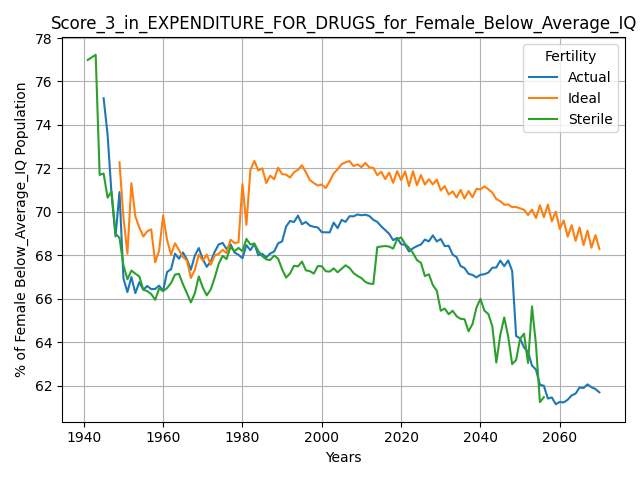 Score_3_in_EXPENDITURE_FOR_DRUGS_for_Female_Below_Average_IQ
78
76
74
72
70
68
66
64
62
% of Female Below_Average_IQ Population
Fertility
Actual
Ideal
Sterile
1940 1960 1980 2000 2020 2040 2060
Years